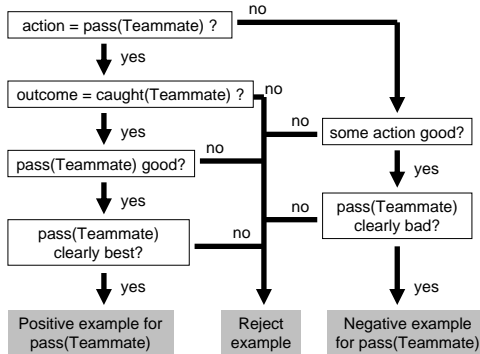 action = pass(Teammate) ?
no
yes
outcome = caught(Teammate) ?
no
no
some action good?
pass(Teammate) good?
no
yes
yes
no
pass(Teammate)
clearly best?
no
pass(Teammate)
clearly bad?
yes
yes
Positive example for
pass(Teammate)
Reject
example
Negative example
for pass(Teammate)